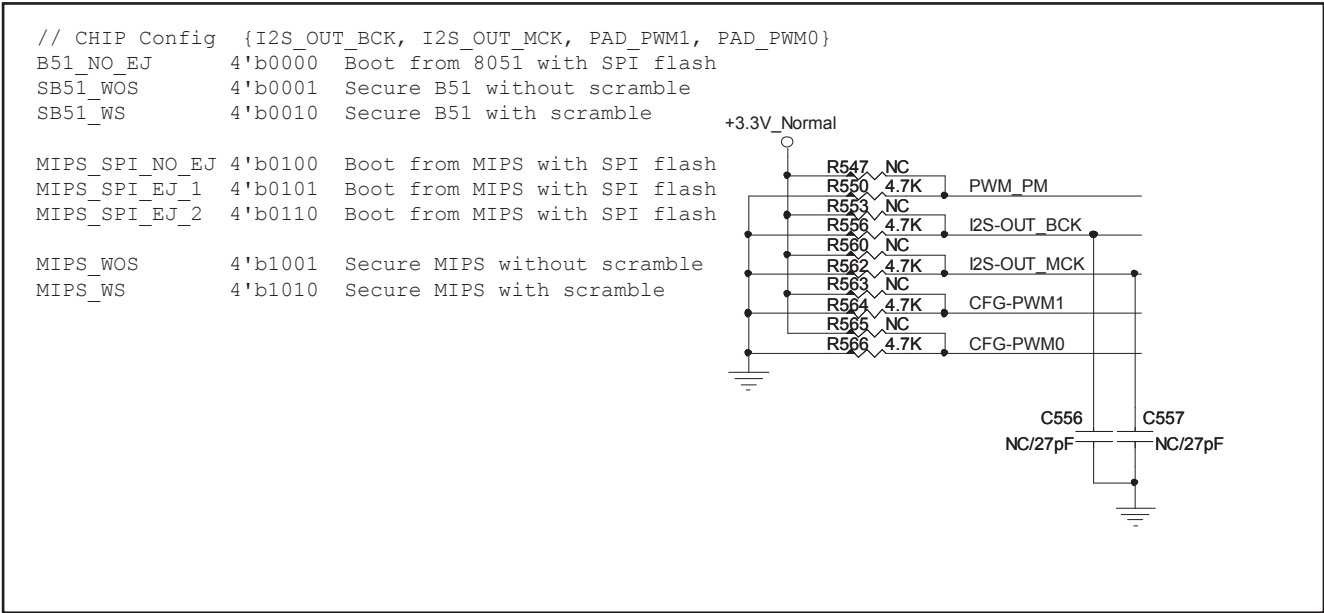 // CHIP Config {I2S_OUT_BCK, I2S_OUT_MCK, PAD_PWM1, PAD_PWM0}
B51_NO_EJ 4'b0000 Boot from 8051 with SPI flash
SB51_WOS 4'b0001 Secure B51 without scramble
SB51_WS 4'b0010 Secure B51 with scramble
MIPS_SPI_NO_EJ 4'b0100 Boot from MIPS with SPI flash
MIPS_SPI_EJ_1 4'b0101 Boot from MIPS with SPI flash
MIPS_SPI_EJ_2 4'b0110 Boot from MIPS with SPI flash
MIPS_WOS 4'b1001 Secure MIPS without scramble
MIPS_WS 4'b1010 Secure MIPS with scramble
+3.3V_Normal
R547 NC
R550 4.7K PWM_PM
R553 NC
R556 4.7K I2S-OUT_BCK
R560 NC
R562 4.7K I2S-OUT_MCK
R563 NC
R564 4.7K CFG-PWM1
R565 NC
R566 4.7K CFG-PWM0
C556 C557
NC/27pF NC/27pF